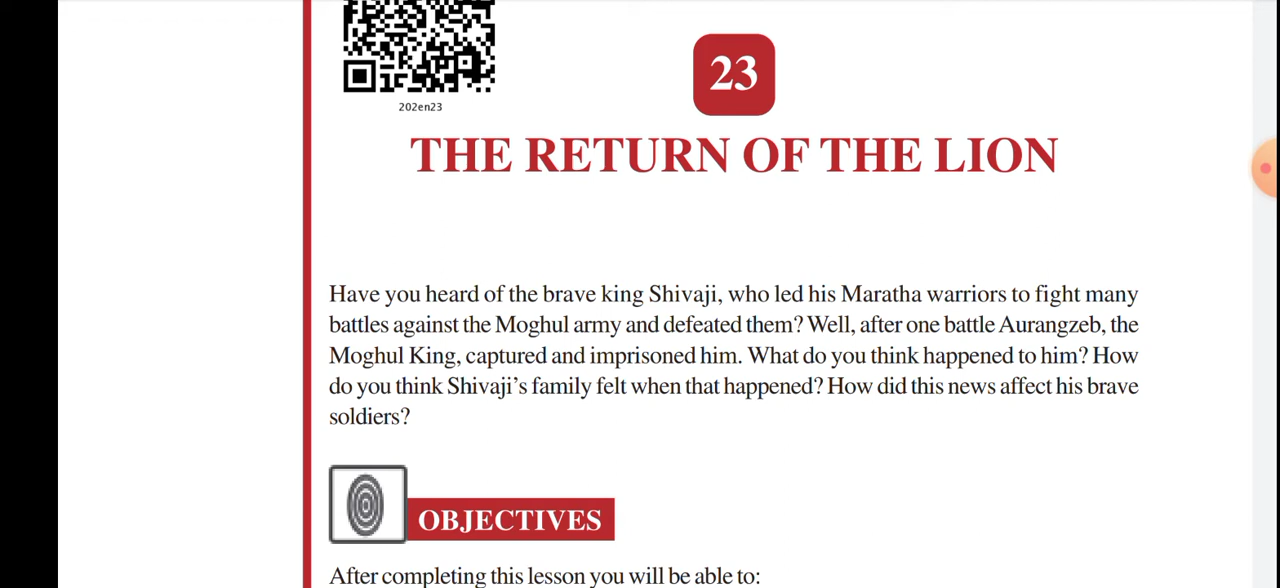 202en23
23
THE RETURN OF THE LION
Have you heard of the brave king Shivaji, who led his Maratha warriors to fight many
battles against the Moghul army and defeated them? Well, after one battle Aurangzeb, the
Moghul King, captured and imprisoned him. What do you think happened to him? How
do you think Shivaji's family felt when that happened? How did this news affect his brave
soldiers?
OBJECTIVES
After completing this lesson you will be able to: